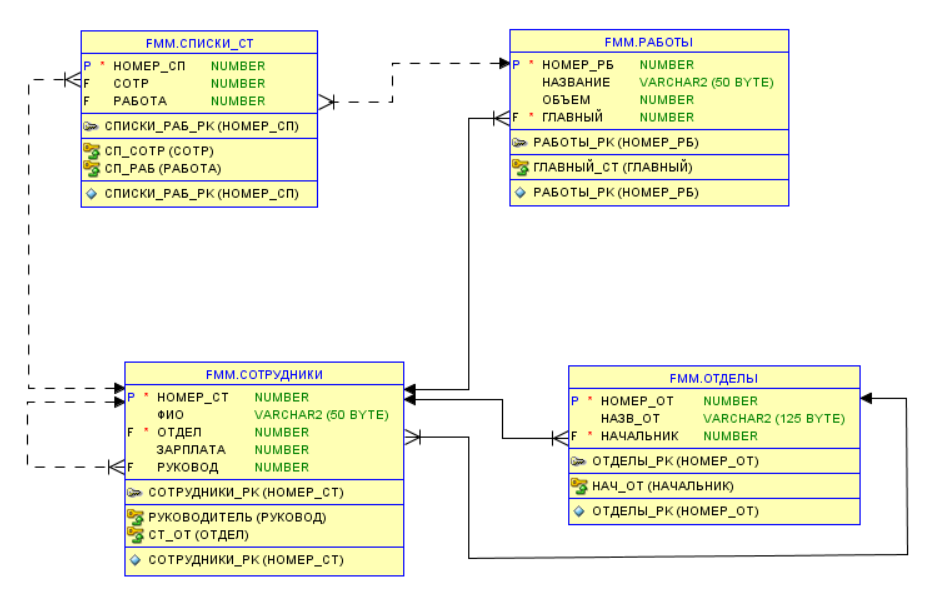 FMM.СПИСКИ_СТ
P * НОМЕР_СП NUMBER
F СОТР NUMBER
F РАБОТА NUMBER
СПИСКИ_РАБ_PK (НОМЕР_СП)
СП_СОТР (СОТР)
СП_РАБ (РАБОТА)
СПИСКИ_РАБ_PK (НОМЕР_СП)
FMM.РАБОТЫ
P * НОМЕР_РБ NUMBER
НАЗВАНИЕ VARCHAR2 (50 BYTE)
ОБЪЕМ NUMBER
F * ГЛАВНЫЙ NUMBER
РАБОТЫ_PK (НОМЕР_РБ)
ГЛАВНЫЙ_СТ (ГЛАВНЫЙ)
РАБОТЫ_PK (НОМЕР_РБ)
FMM.СОТРУДНИКИ
P * НОМЕР_СТ NUMBER
ФИО VARCHAR2 (50 BYTE)
F * ОТДЕЛ NUMBER
ЗАРПЛАТА NUMBER
F РУКОВОД NUMBER
СОТРУДНИКИ_PK (НОМЕР_СТ)
РУКОВОДИТЕЛЬ (РУКОВОД)
СТ_ОТ (ОТДЕЛ)
СОТРУДНИКИ_PK (НОМЕР_СТ)
FMM.ОТДЕЛЫ
P * НОМЕР_ОТ NUMBER
НАЗВ_ОТ VARCHAR2 (125 BYTE)
F * НАЧАЛЬНИК NUMBER
ОТДЕЛЫ_PK (НОМЕР_ОТ)
НАЧ_ОТ (НАЧАЛЬНИК)
ОТДЕЛЫ_PK (НОМЕР_ОТ)